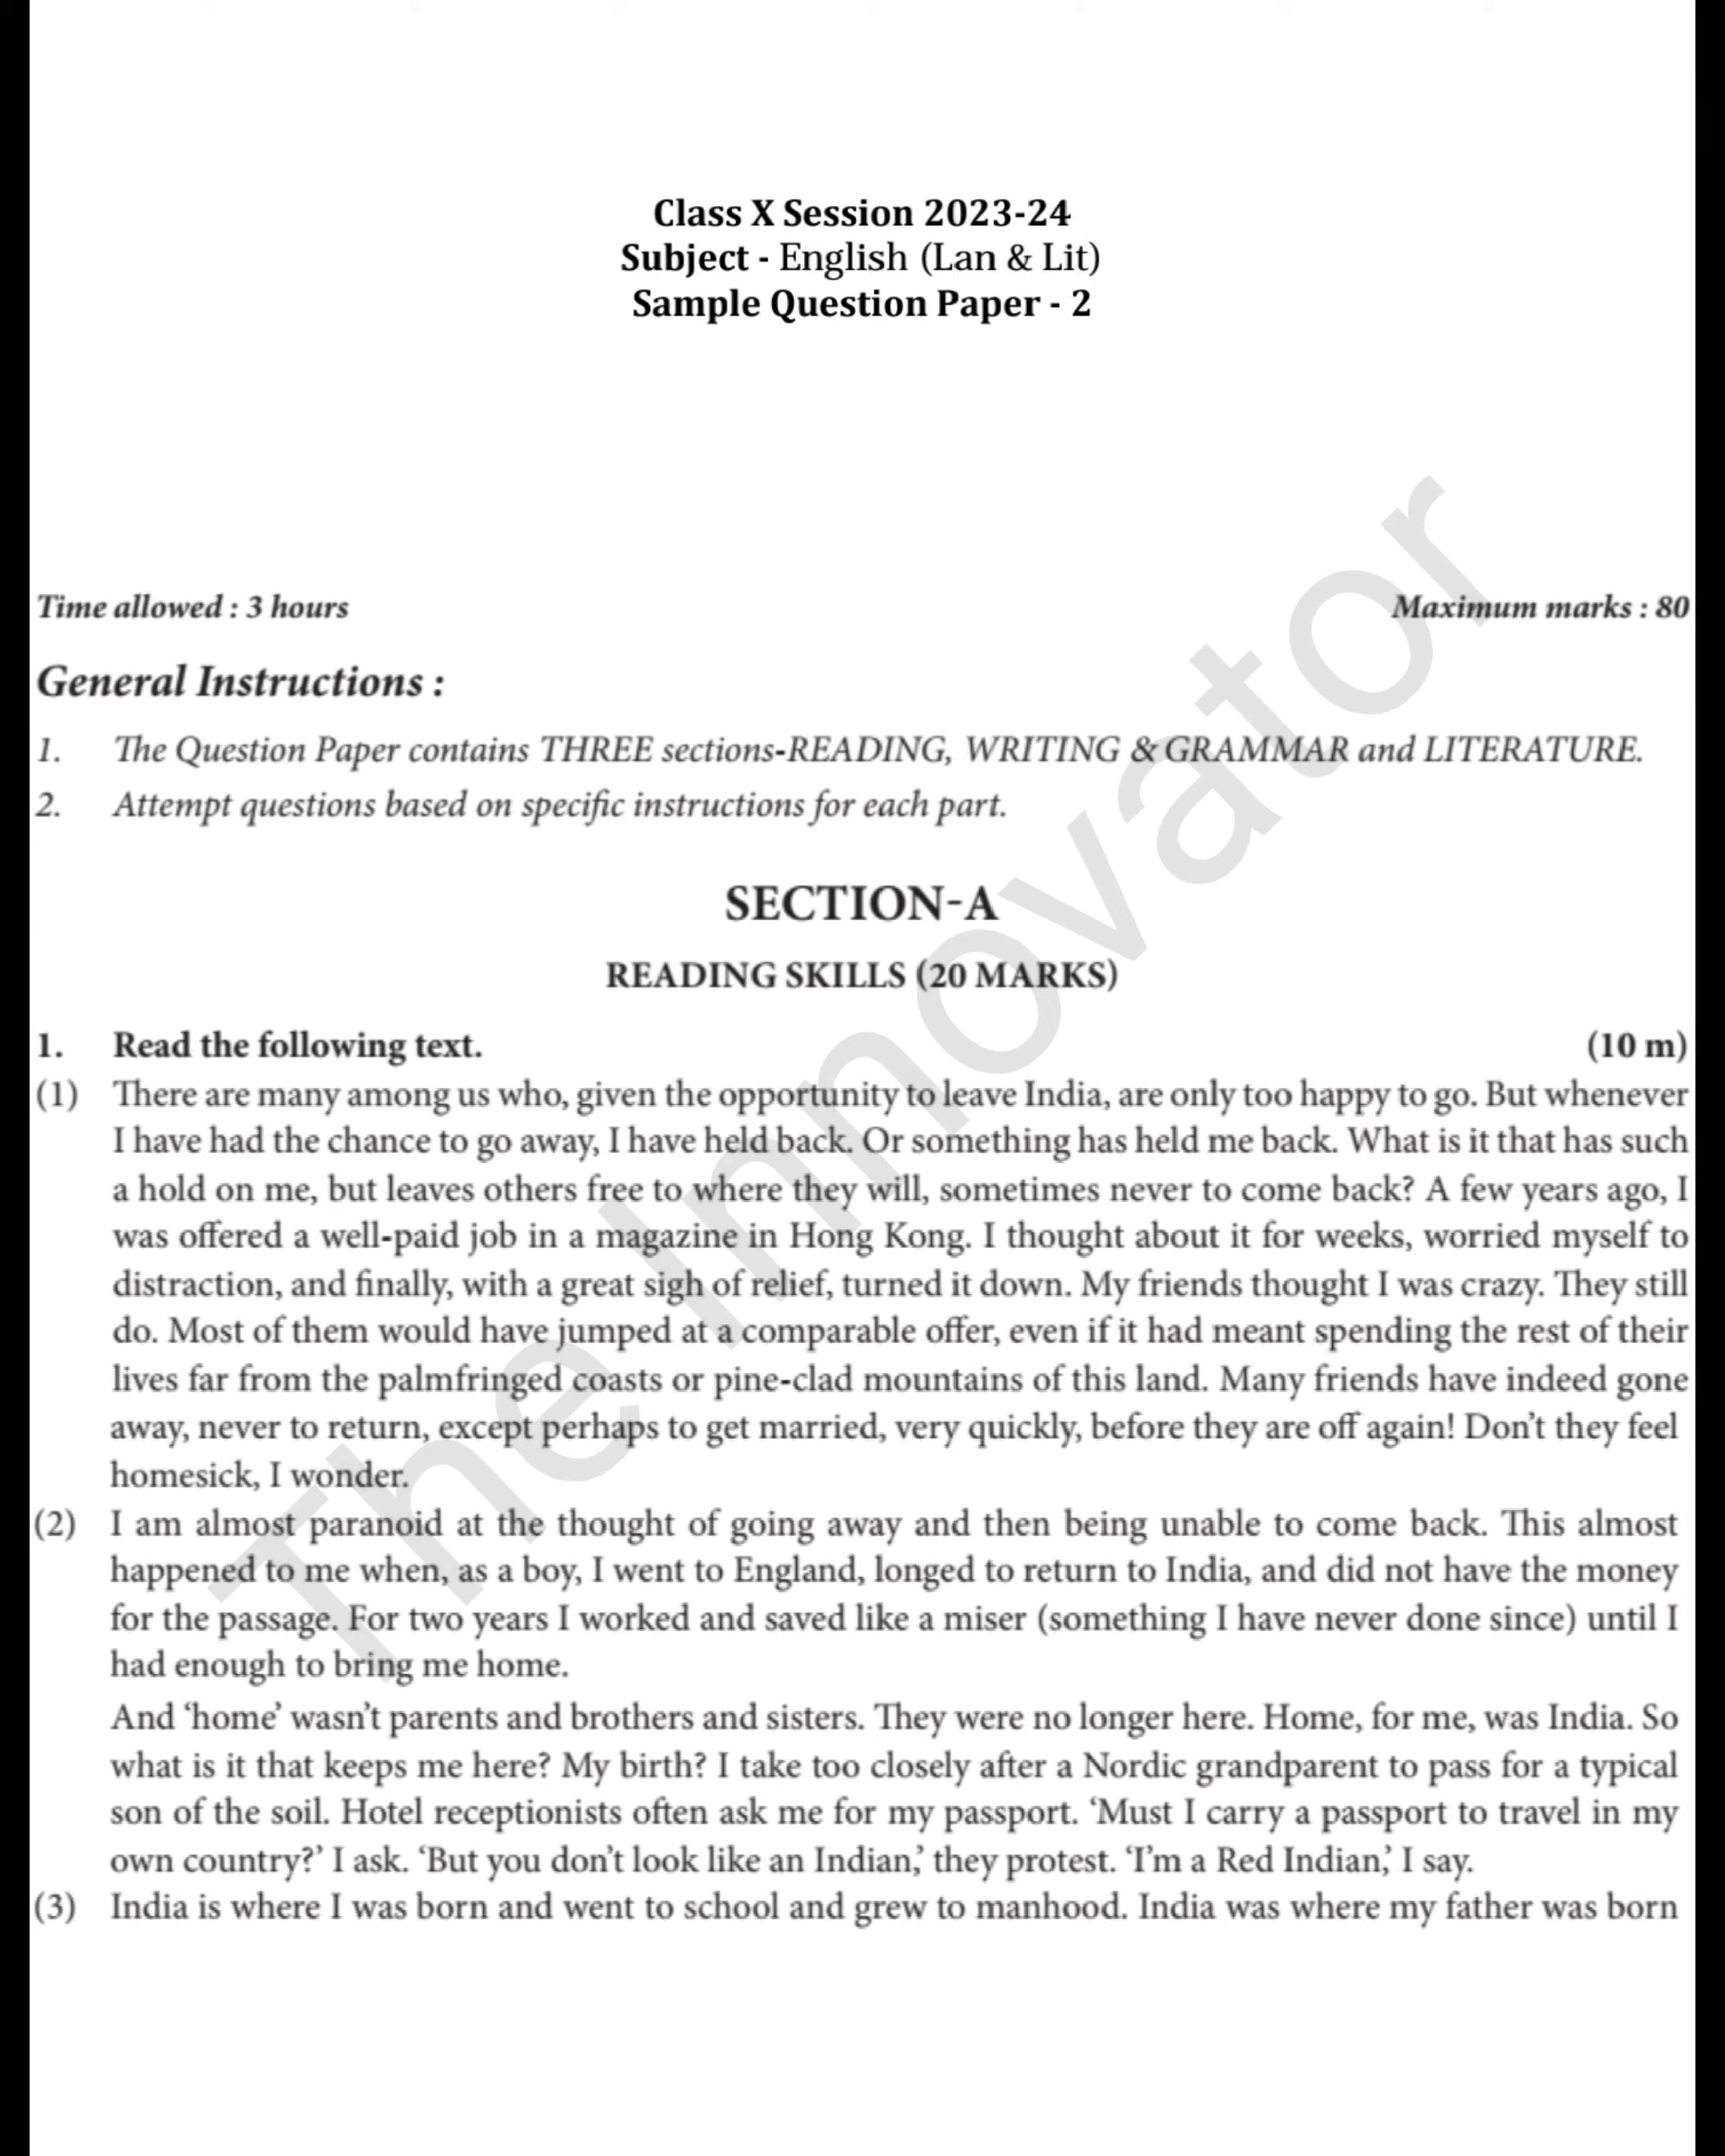 Class X Session 2023-24
Subject - English (Lan & Lit)
Sample Question Paper - 2
Time allowed : 3 hours Maximum marks : 80
General Instructions :
1. The Question Paper contains THREE sections-READING, WRITING & GRAMMAR and LITERATURE.
2. Attempt questions based on specific instructions for each part.
SECTION-A
READING SKILLS (20 MARKS)
1. Read the following text. (10 m)
(1) There are many among us who, given the opportunity to leave India, are only too happy to go. But whenever
I have had the chance to go away, I have held back. Or something has held me back. What is it that has such
a hold on me, but leaves others free to where they will, sometimes never to come back? A few years ago, I
was offered a well-paid job in a magazine in Hong Kong. I thought about it for weeks, worried myself to
distraction, and finally, with a great sigh of relief, turned it down. My friends thought I was crazy. They still
do. Most of them would have jumped at a comparable offer, even if it had meant spending the rest of their
lives far from the palmfringed coasts or pine-clad mountains of this land. Many friends have indeed gone
away, never to return, except perhaps to get married, very quickly, before they are off again! Don’t they feel
homesick, I wonder.
(2) I am almost paranoid at the thought of going away and then being unable to come back. This almost
happened to me when, as a boy, I went to England, longed to return to India, and did not have the money
for the passage. For two years I worked and saved like a miser (something I have never done since) until I
had enough to bring me home.
And ‘home’ wasn’t parents and brothers and sisters. They were no longer here. Home, for me, was India. So
what is it that keeps me here? My birth? I take too closely after a Nordic grandparent to pass for a typical
son of the soil. Hotel receptionists often ask me for my passport. ‘Must I carry a passport to travel in my
own country?’ I ask. ‘But you don’t look like an Indian,’ they protest. ‘I’m a Red Indian,’ I say.
(3) India is where I was born and went to school and grew to manhood. India was where my father was born
The Innovator